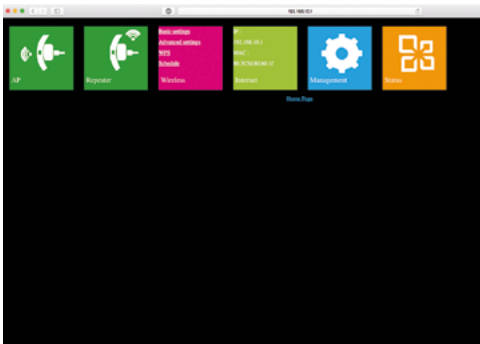 192.168.10.1
AP
Repeater
Basic settings
Advanced settings
WPS
Schedule
Wireless
IP :
192.168.10.1
MAC :
Internet
Management
Status
Home Page